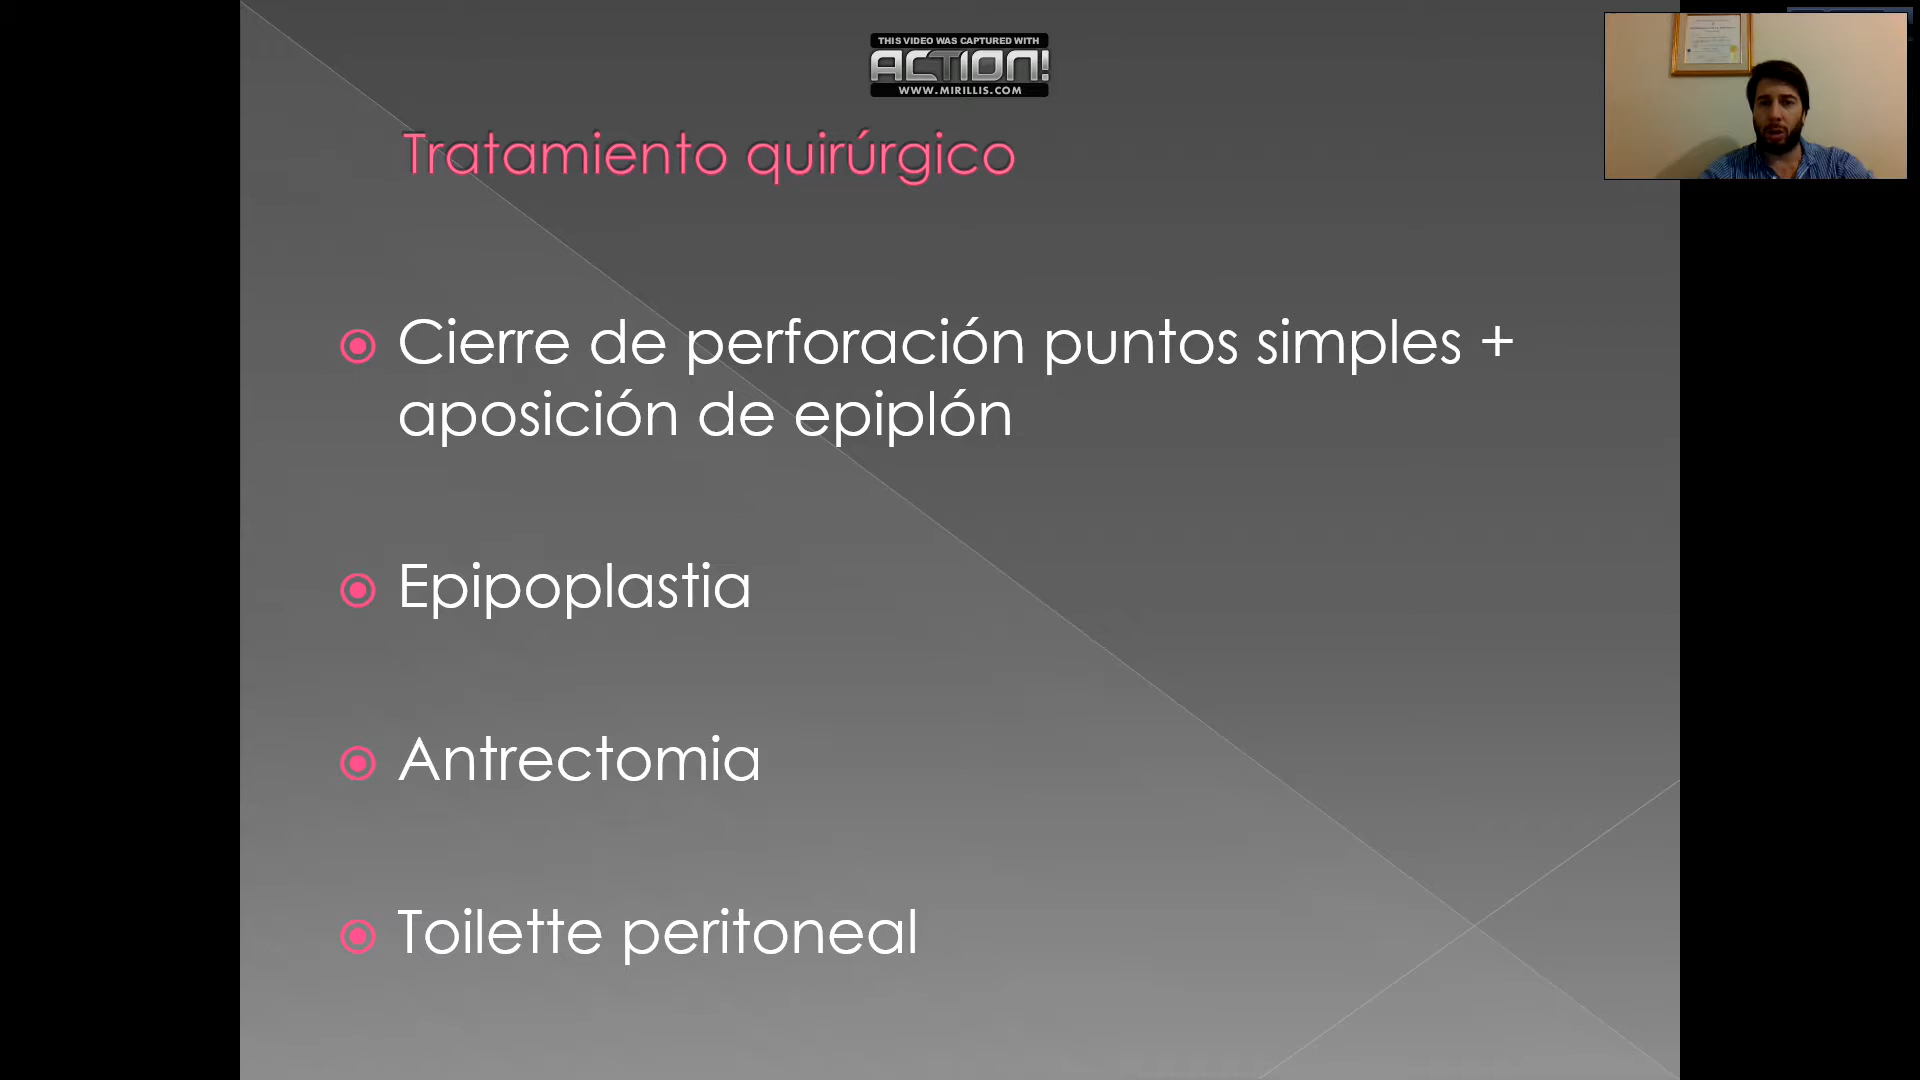 THIS VIDEO WAS CAPTURED WITH
ACTION!
WWW.MIRILLIS.COM
Tratamiento quirúrgico
Cierre de perforación puntos simples +
aposición de epiplón
Epipoplastia
Antrectomia
Toilette peritoneal